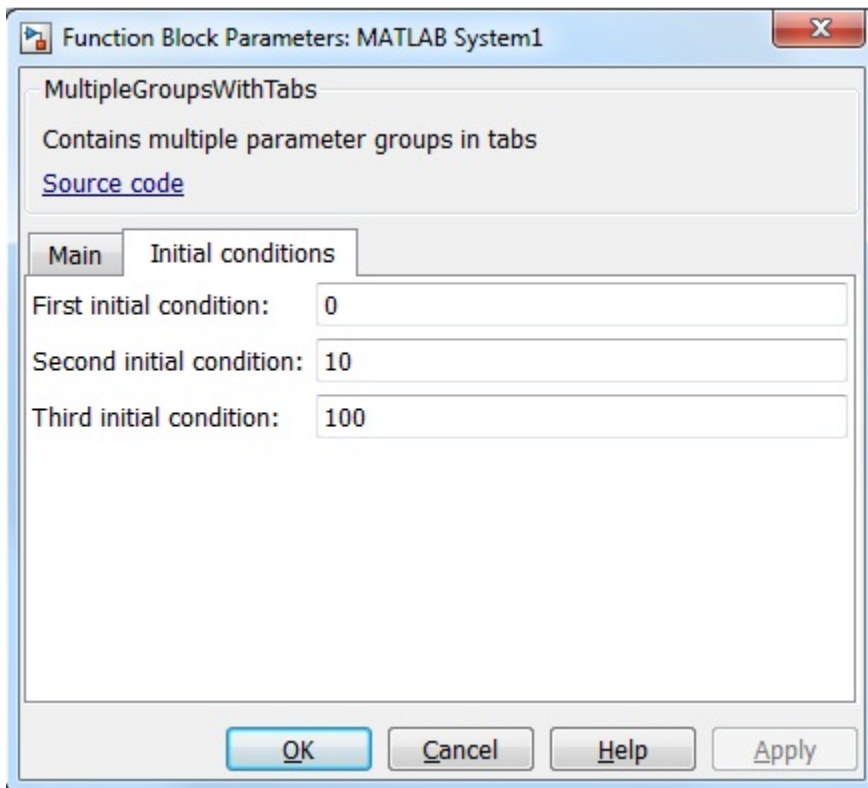 Function Block Parameters: MATLAB System1
MultipleGroupsWithTabs
Contains multiple parameter groups in tabs
Source code
Main Initial conditions
First initial condition: 0
Second initial condition: 10
Third initial condition: 100
OK Cancel Help Apply